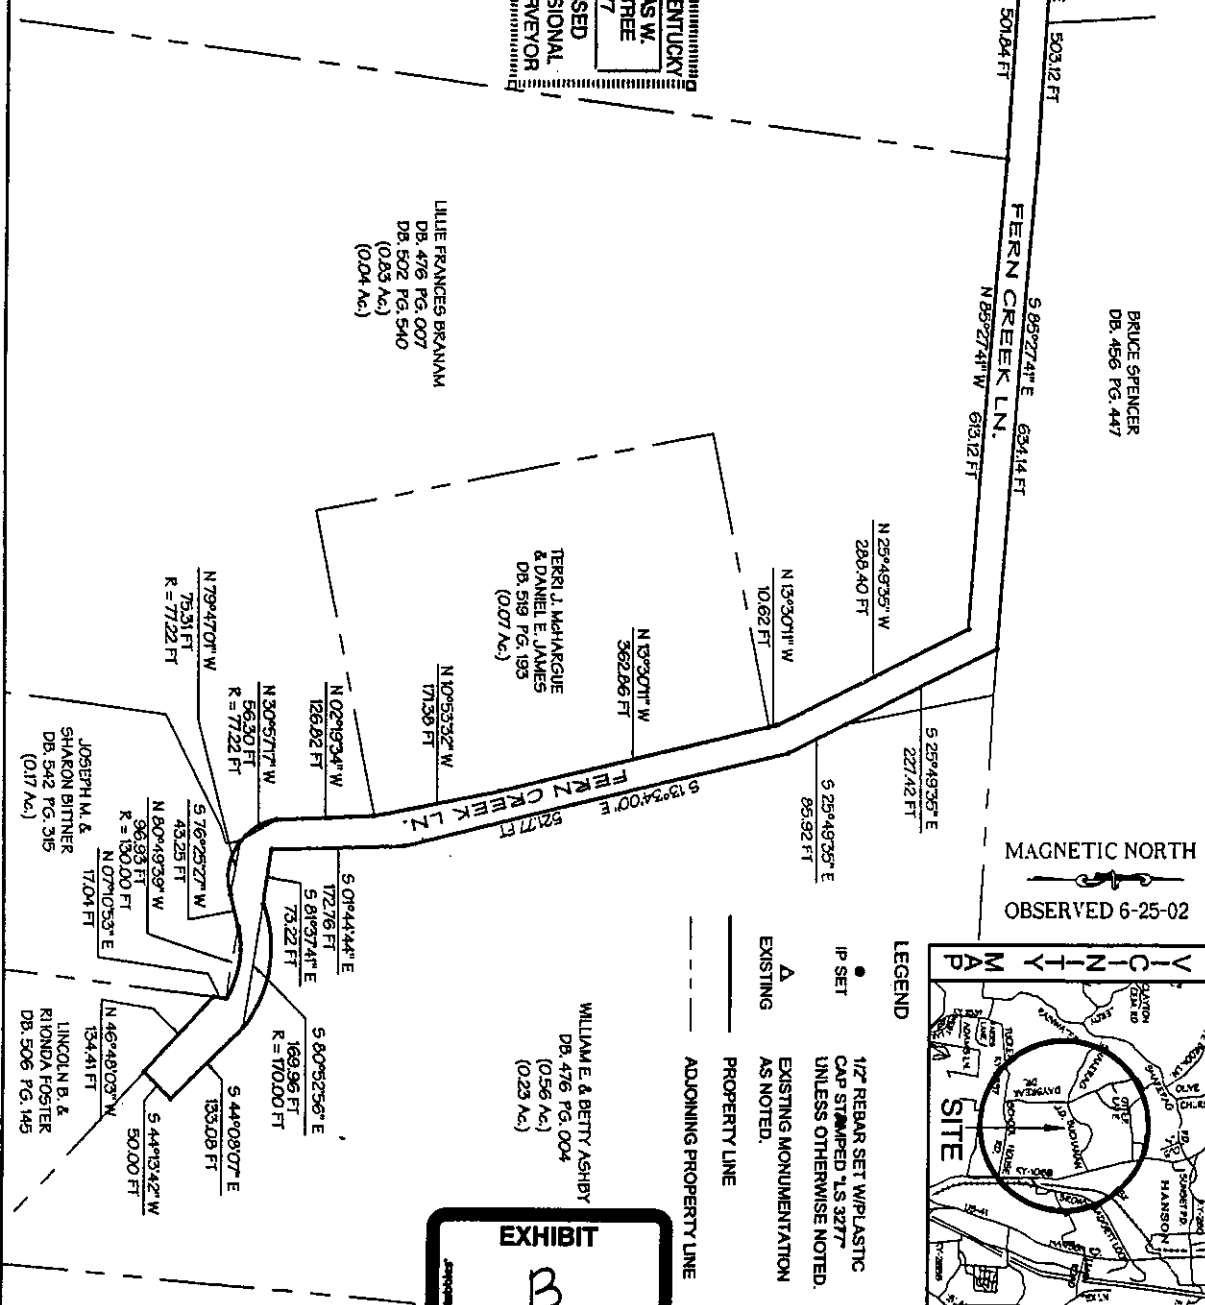 KENTUCKY
AS W.
TREE
7
SED
SIONAL
RVEYOR
501.84 FT
503.12 FT
FERN CREEK LN.
S 85°27'41" E 634.14 FT
N 85°27'41" W 613.12 FT
BRUCE SPENCER
DB. 456 PG. 447
LILLIE FRANCES BRANAM
DB. 476 PG. 007
DB. 502 PG. 540
(0.83 Ac.)
(0.04 Ac.)
TERRI J. McHARGUE
& DANIEL E. JAMES
DB. 519 PG. 193
(0.07 Ac.)
N 25°49'35" W
288.40 FT
N 13°30'11" W
10.62 FT
N 13°30'11" W
362.86 FT
N 10°53'32" W
171.38 FT
N 02°19'34" W
126.82 FT
N 30°57'17" W
56.30 FT
R = 77.22 FT
N 79°47'01" W
75.31 FT
R = 77.22 FT
S 25°49'35" E
227.42 FT
S 25°49'35" E
85.92 FT
FERN CREEK LN.
S 13°34'00" E
521.77 FT
S 01°44'44" E
172.76 FT
S 81°37'41" E
73.22 FT
S 80°52'56" E
169.96 FT
R = 170.00 FT
S 76°25'27" W
43.25 FT
N 80°49'39" W
96.93 FT
R = 130.00 FT
N 07°10'53" E
17.04 FT
JOSEPH M. &
SHARON BITTNER
DB. 542 PG. 315
(0.17 Ac.)
N 46°48'03" W
134.41 FT
S 44°08'07" E
133.08 FT
S 44°13'42" W
50.00 FT
LINCOLN B. &
RHONDA FOSTER
DB. 506 PG. 145
WILLIAM E. & BETTY ASHBY
DB. 476 PG. 004
(0.56 Ac.)
(0.23 Ac.)
MAGNETIC NORTH
OBSERVED 6-25-02
LEGEND
IP SET
1/2" REBAR SET W/PLASTIC
CAP STAMPED "LS 3277"
UNLESS OTHERWISE NOTED.
EXISTING
EXISTING MONUMENTATION
AS NOTED.
PROPERTY LINE
ADJOINING PROPERTY LINE
VICINITY MAP
SITE
HANSON
SUNSET RD.
OLIVE
US-41
EXHIBIT
B